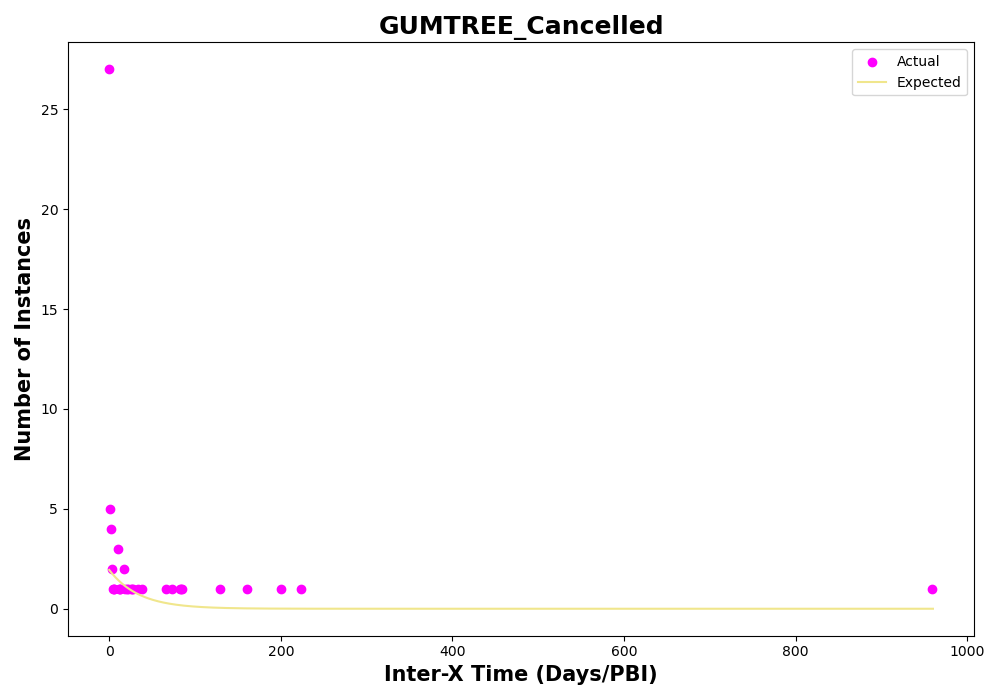 GUMTREE_Cancelled
Actual
Expected
25
20
15
10
5
0
Number of Instances
0 200 400 600 800 1000
Inter-X Time (Days/PBI)